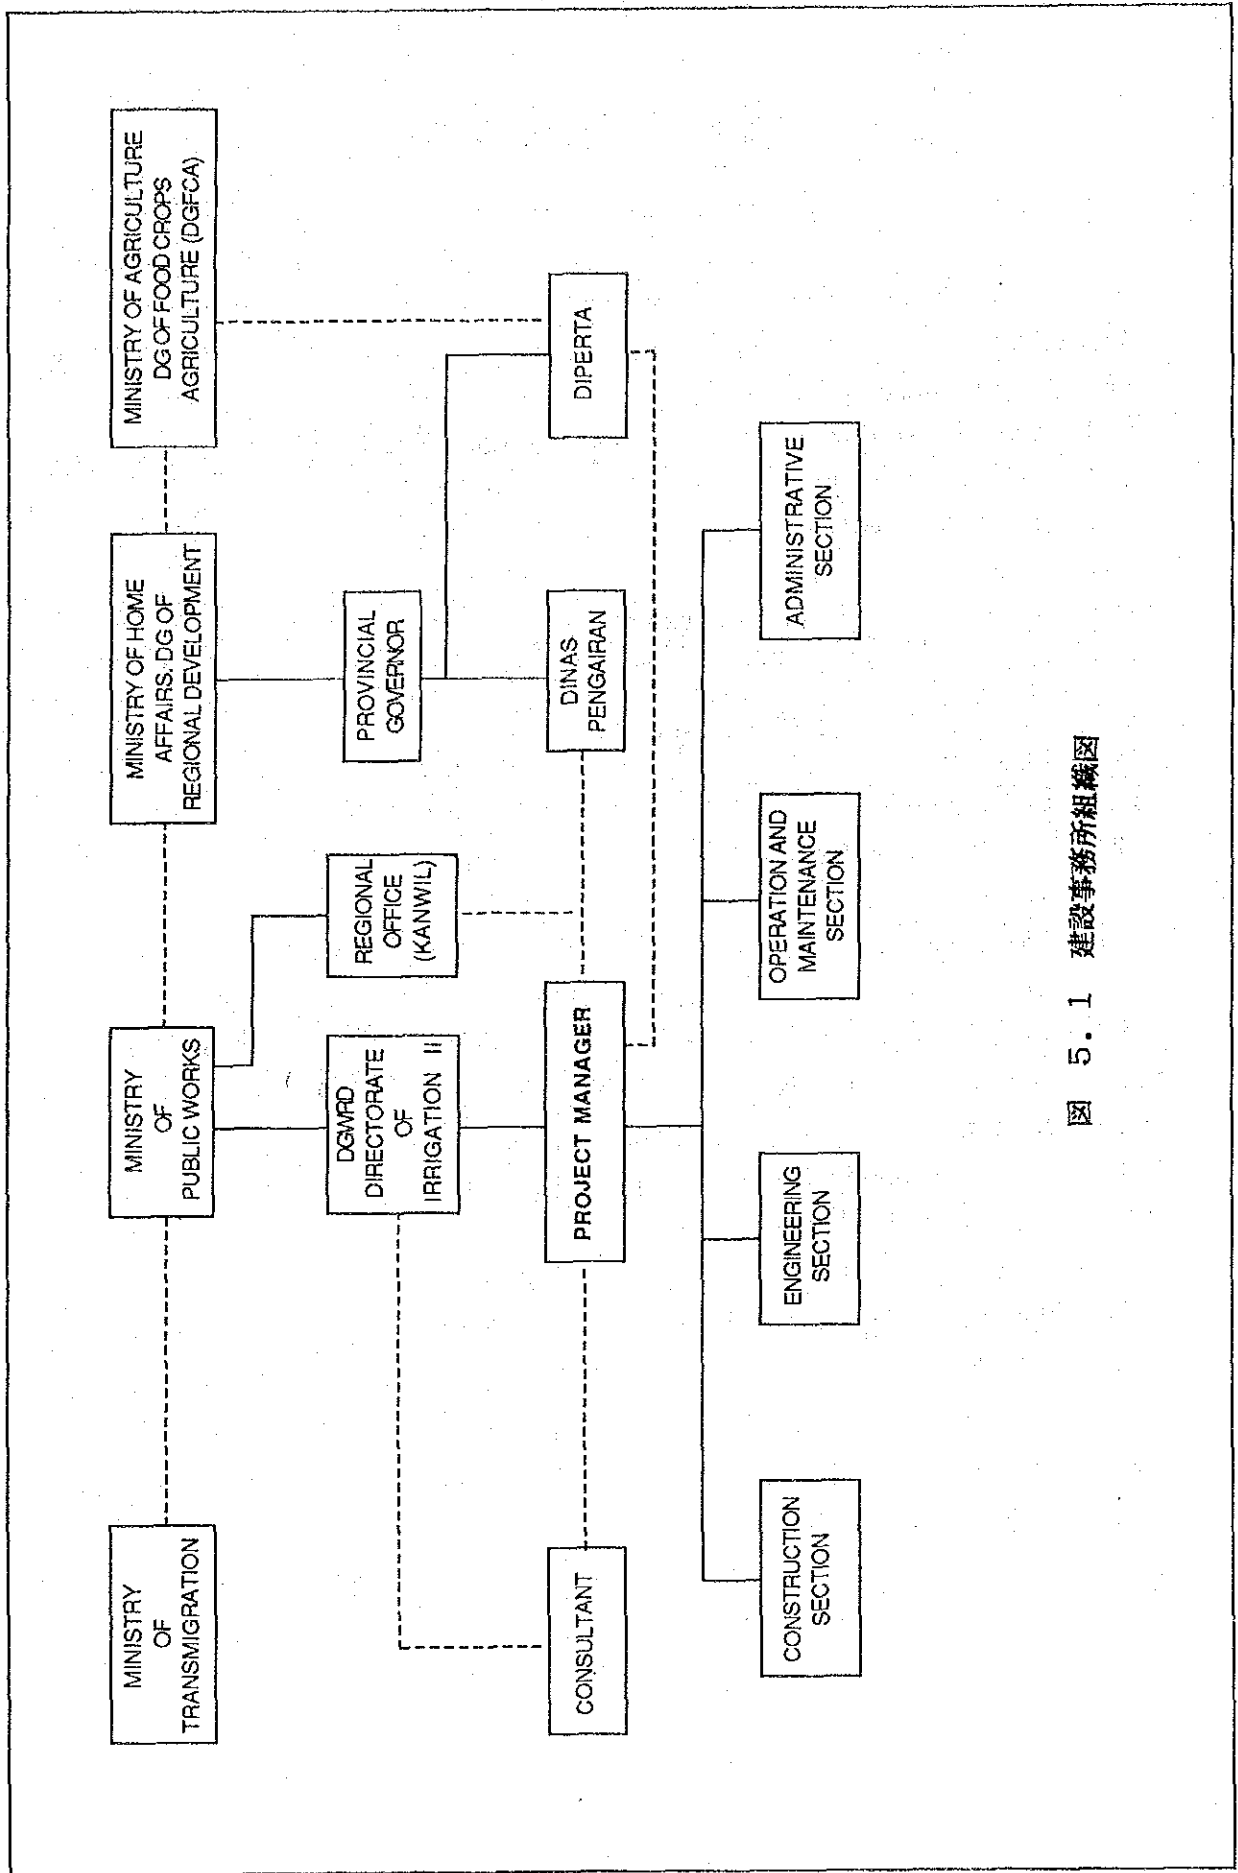 MINISTRY
OF
TRANSMIGRATION
MINISTRY
OF
PUBLIC WORKS
MINISTRY OF HOME
AFFAIRS. DG OF
REGIONAL DEVELOPMENT
MINISTRY OF AGRICULTURE
DG OF FOOD CROPS
AGRICULTURE (DGFCA)
DGWRD
DIRECTORATE
OF
IRRIGATION II
REGIONAL
OFFICE
(KANWIL)
PROVINCIAL
GOVERNOR
CONSULTANT
PROJECT MANAGER
DINAS
PENGAIRAN
DIPERTA
CONSTRUCTION
SECTION
ENGINEERING
SECTION
OPERATION AND
MAINTENANCE
SECTION
ADMINISTRATIVE
SECTION
図 5. 1 建設事務所組織図